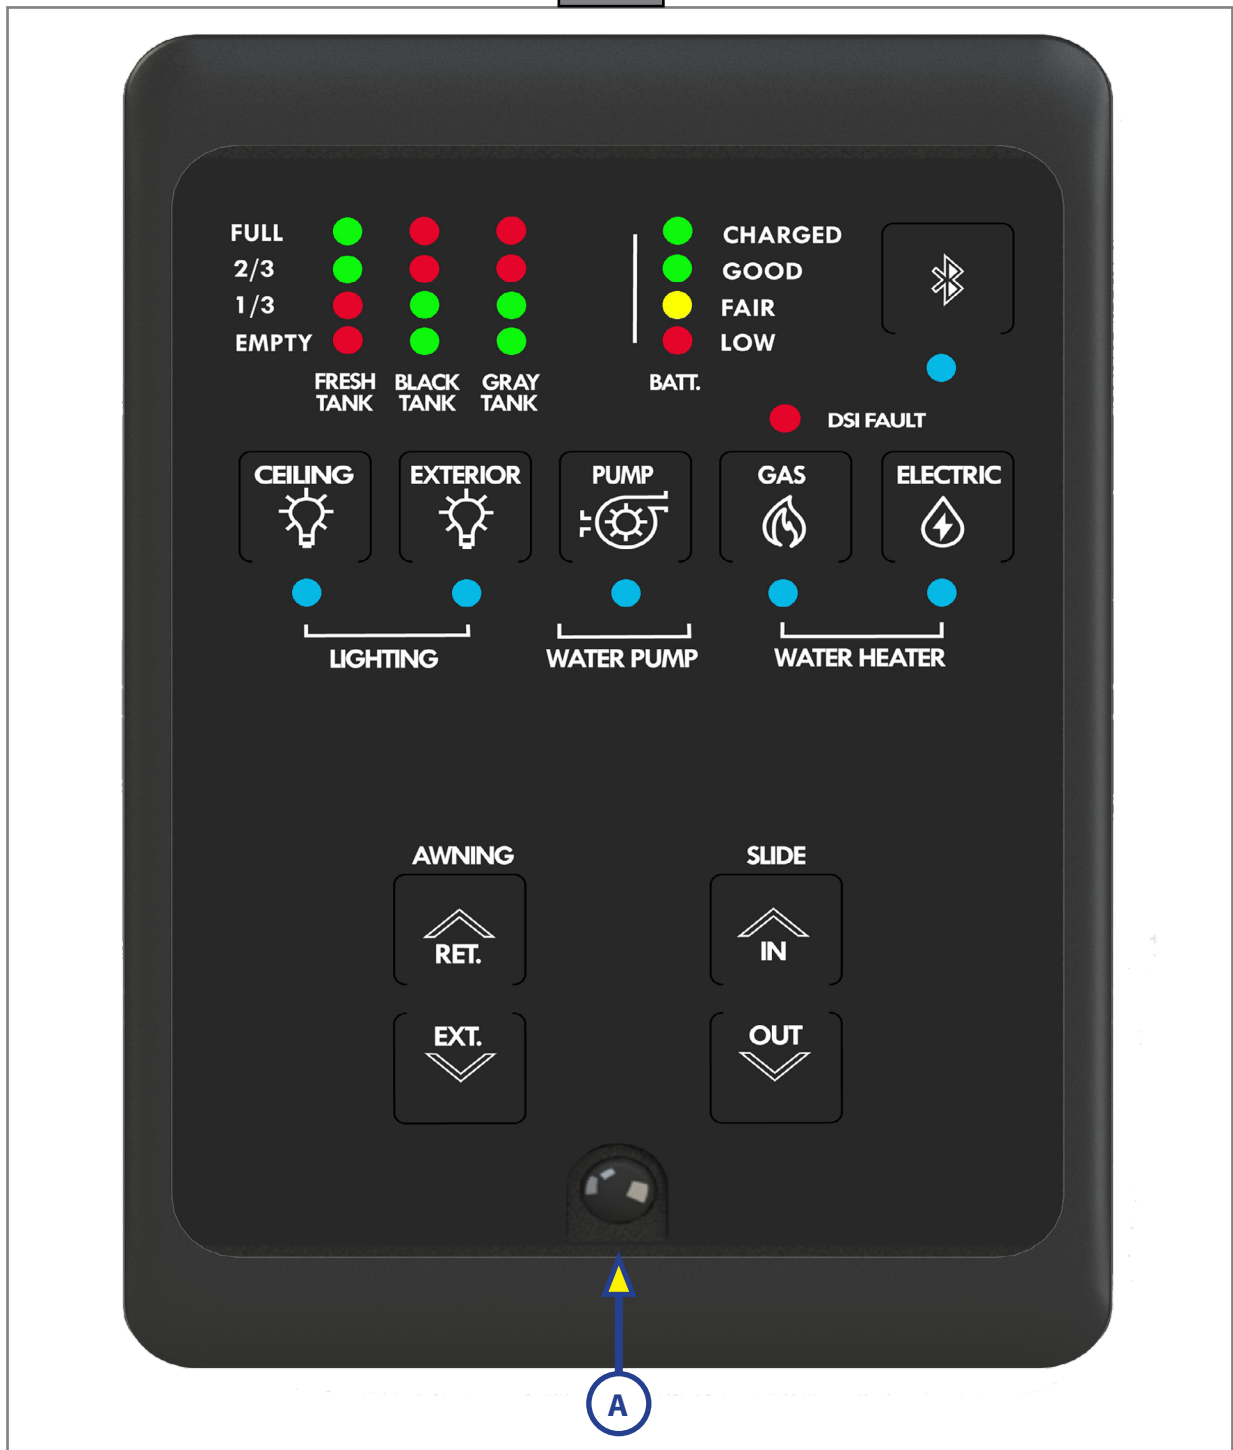 FULL
2/3
1/3
EMPTY
FRESH TANK
BLACK TANK
GRAY TANK
CHARGED
GOOD
FAIR
LOW
BATT.
DSI FAULT
CEILING
EXTERIOR
PUMP
GAS
ELECTRIC
LIGHTING
WATER PUMP
WATER HEATER
AWNING
SLIDE
RET.
IN
EXT.
OUT
A